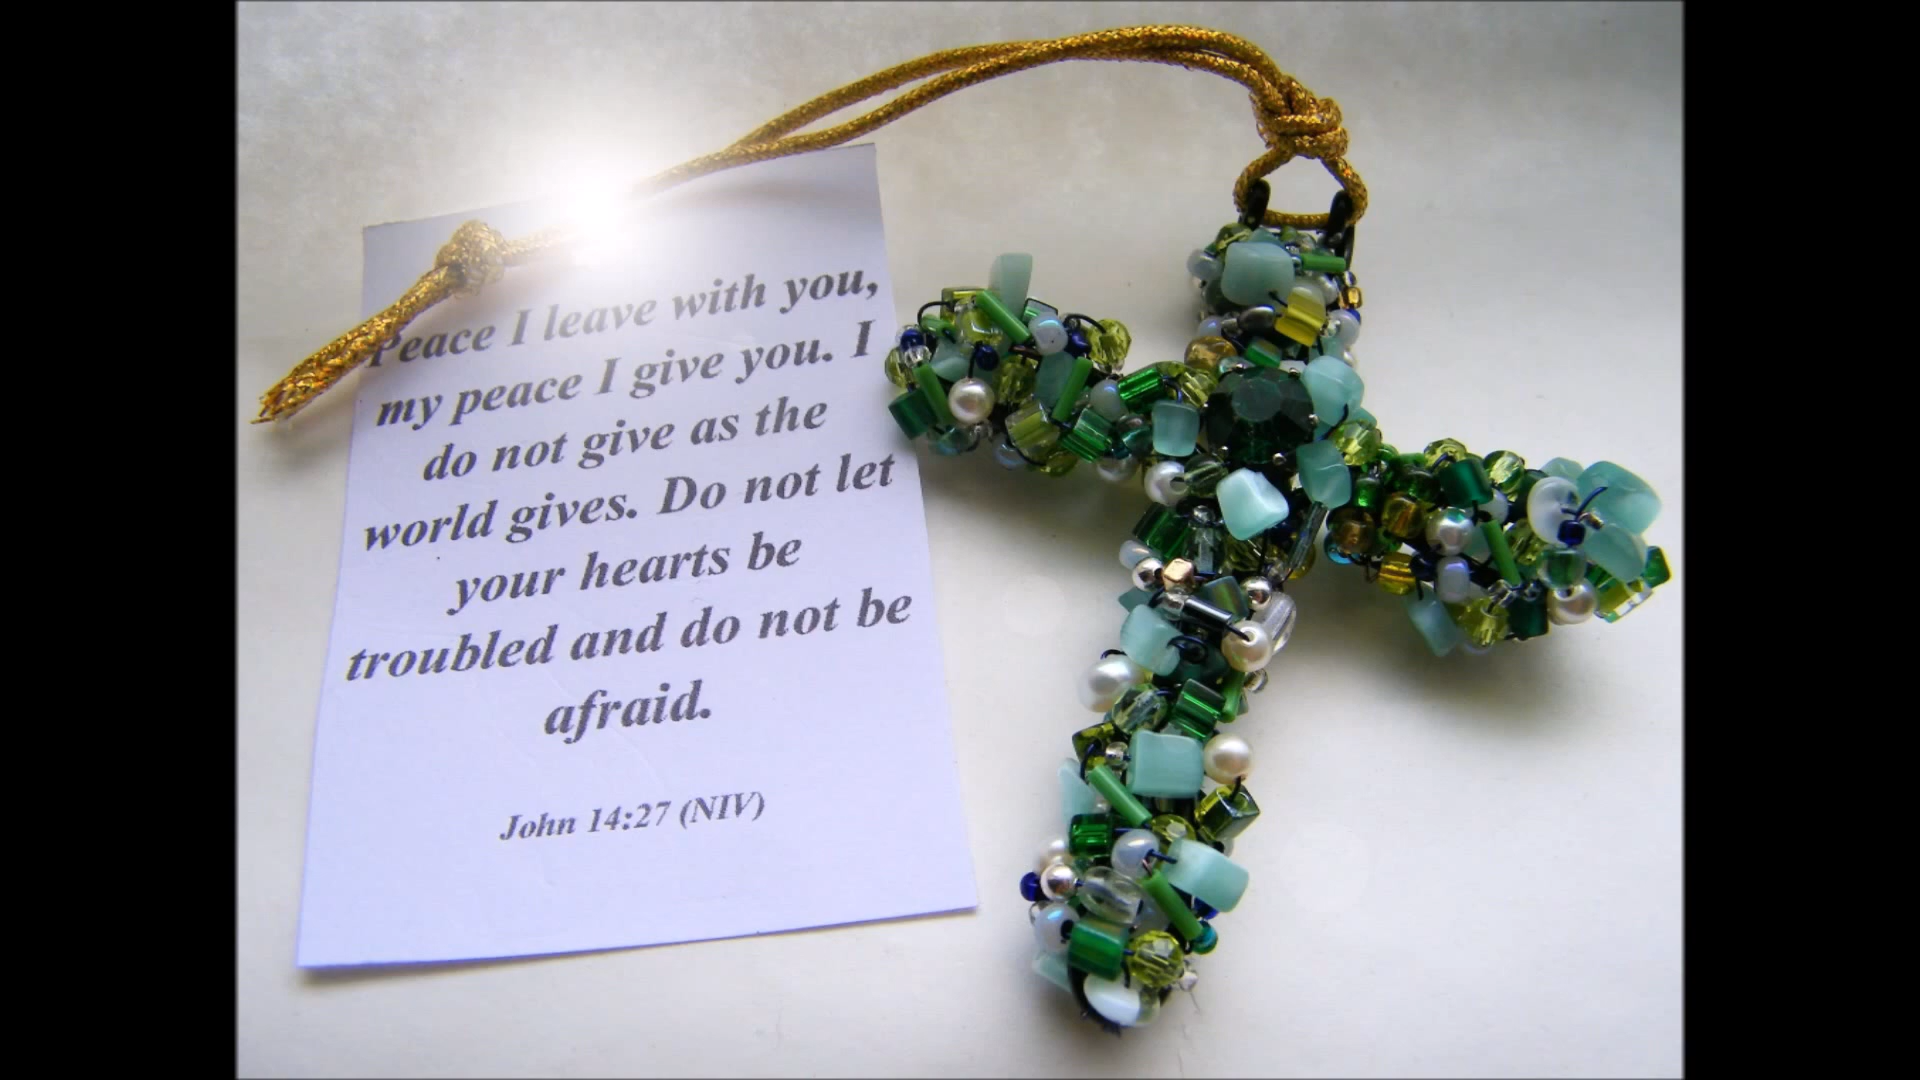 Peace I leave with you,
my peace I give you. I
do not give as the
world gives. Do not let
your hearts be
troubled and do not be
afraid.
John 14:27 (NIV)